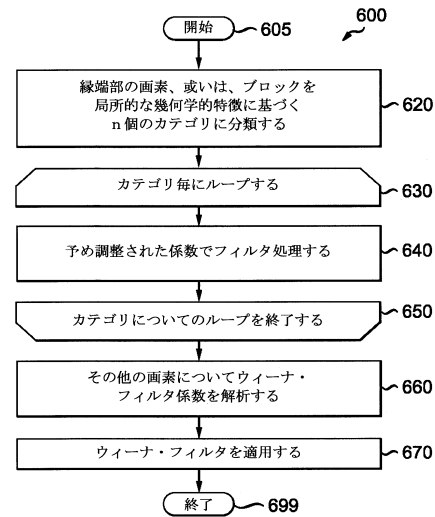 600
開始
605
縁端部の画素、或いは、ブロックを
局所的な幾何学的特徴に基づく
n個のカテゴリに分類する
620
カテゴリ毎にループする
630
予め調整された係数でフィルタ処理する
640
カテゴリについてのループを終了する
650
その他の画素についてウィーナ・
フィルタ係数を解析する
660
ウィーナ・フィルタを適用する
670
終了
699